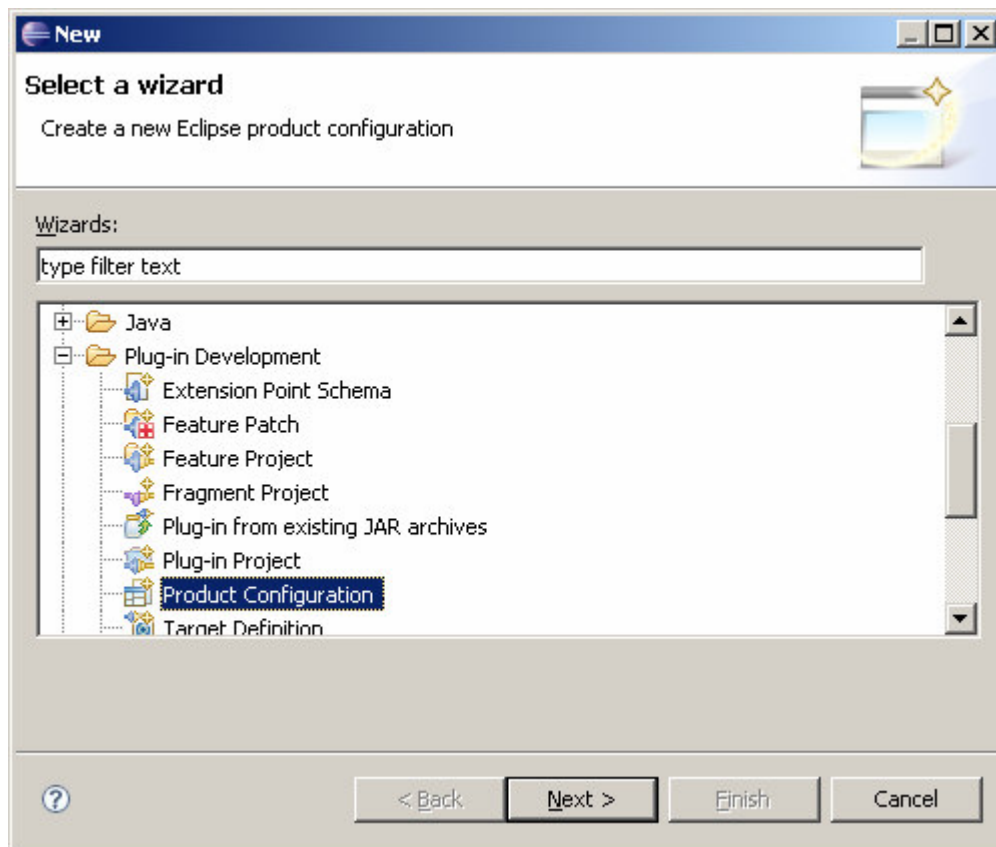 New
Select a wizard
Create a new Eclipse product configuration
Wizards:
type filter text
Java
Plug-in Development
Extension Point Schema
Feature Patch
Feature Project
Fragment Project
Plug-in from existing JAR archives
Plug-in Project
Product Configuration
Target Definition
< Back Next > Finish Cancel